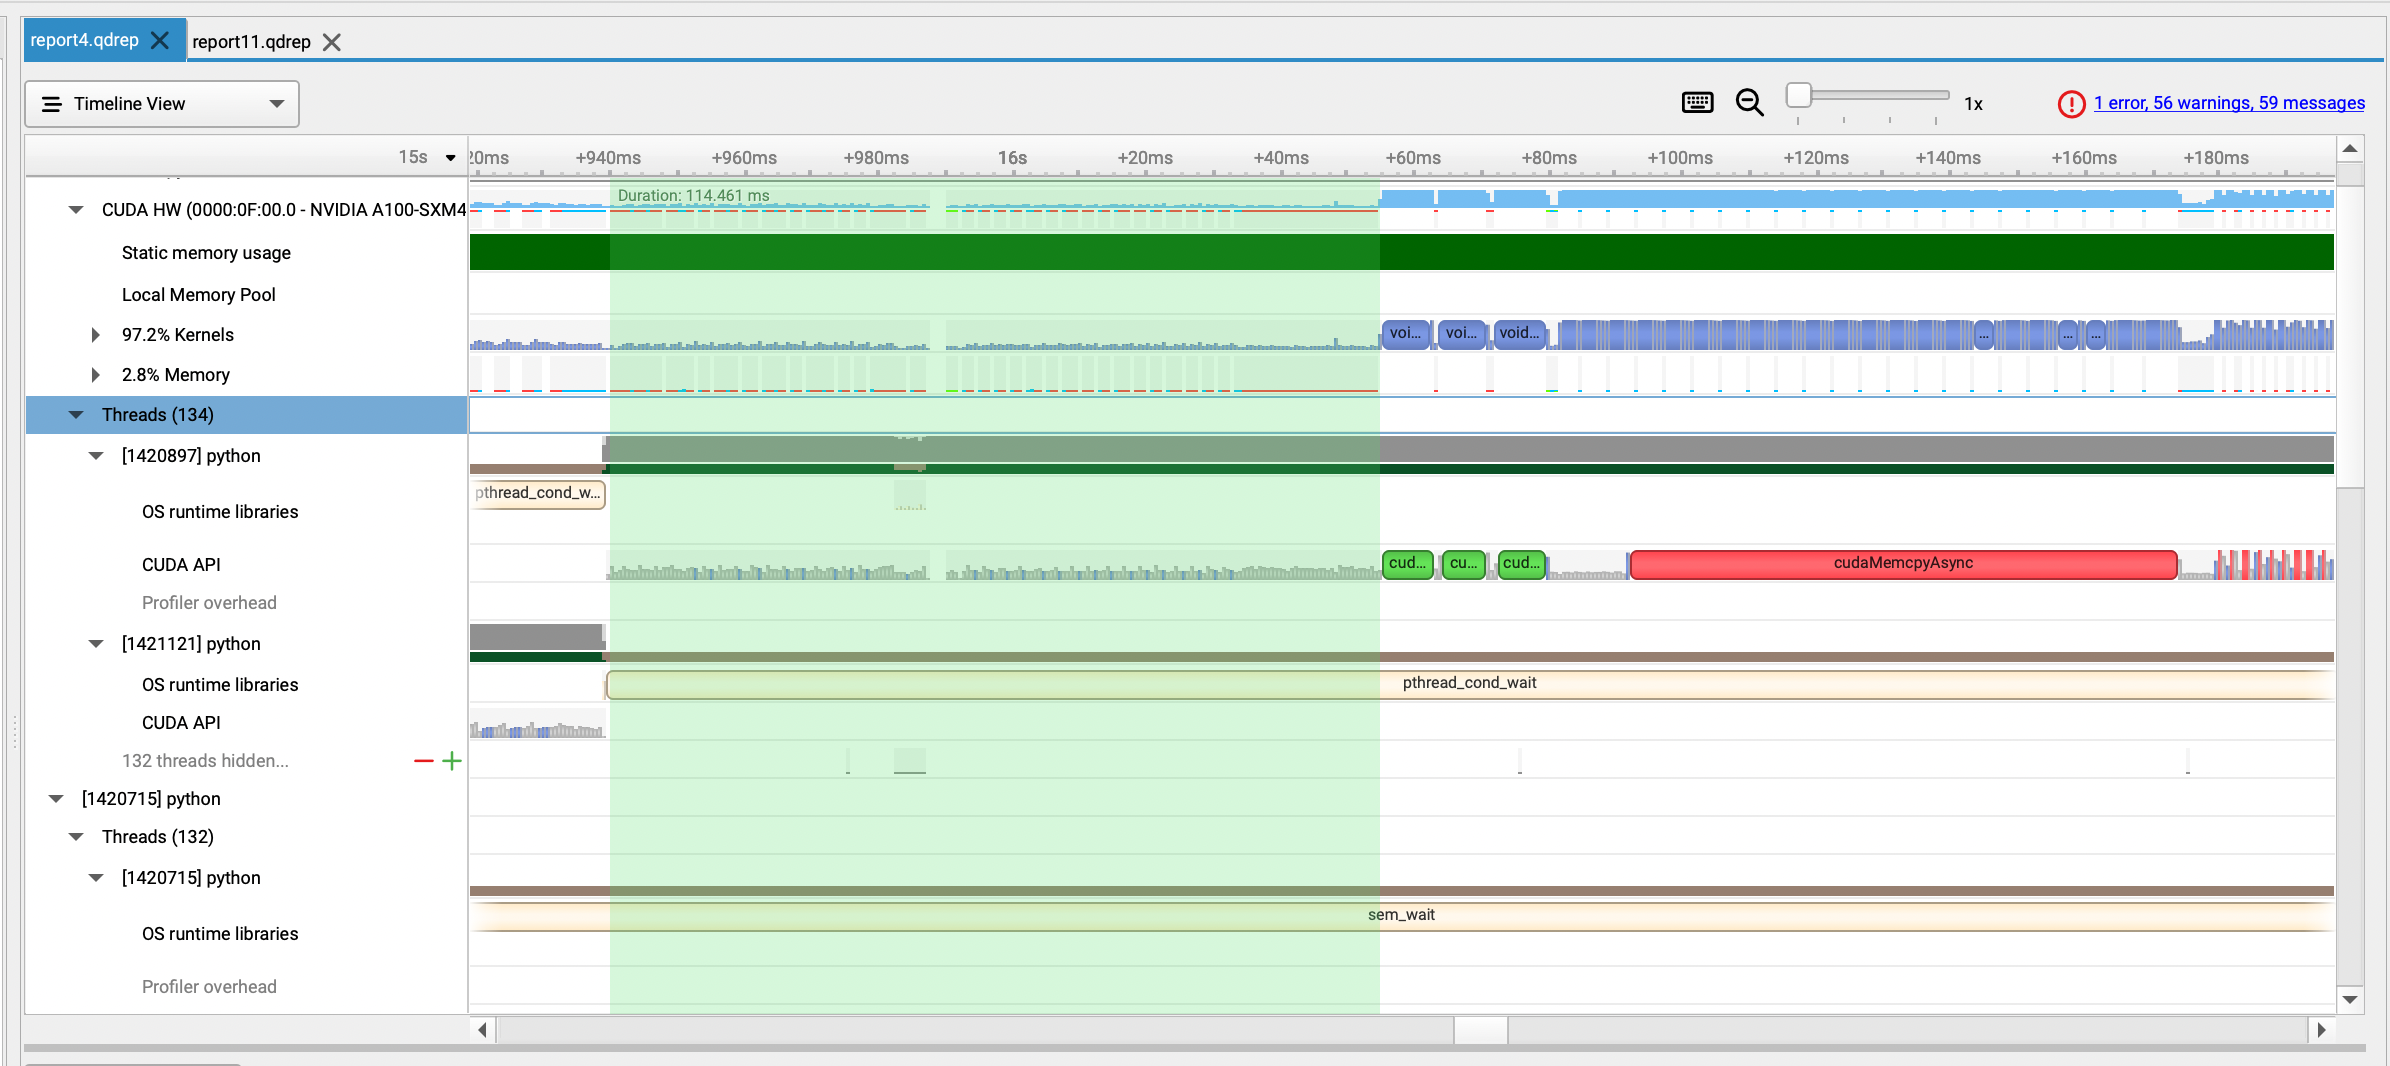 report4.qdrep
report11.qdrep
Timeline View
1x
1 error, 56 warnings, 59 messages
15s
20ms +940ms +960ms +980ms 16s +20ms +40ms +60ms +80ms +100ms +120ms +140ms +160ms +180ms
Duration: 114.461 ms
CUDA HW (0000:0F:00.0 - NVIDIA A100-SXM4
Static memory usage
Local Memory Pool
97.2% Kernels
voi... voi... void... ... ... ...
2.8% Memory
Threads (134)
[1420897] python
pthread_cond_w...
OS runtime libraries
CUDA API
cud... cu... cud... cudaMemcpyAsync
Profiler overhead
[1421121] python
OS runtime libraries
pthread_cond_wait
CUDA API
132 threads hidden...
[1420715] python
Threads (132)
[1420715] python
sem_wait
OS runtime libraries
Profiler overhead